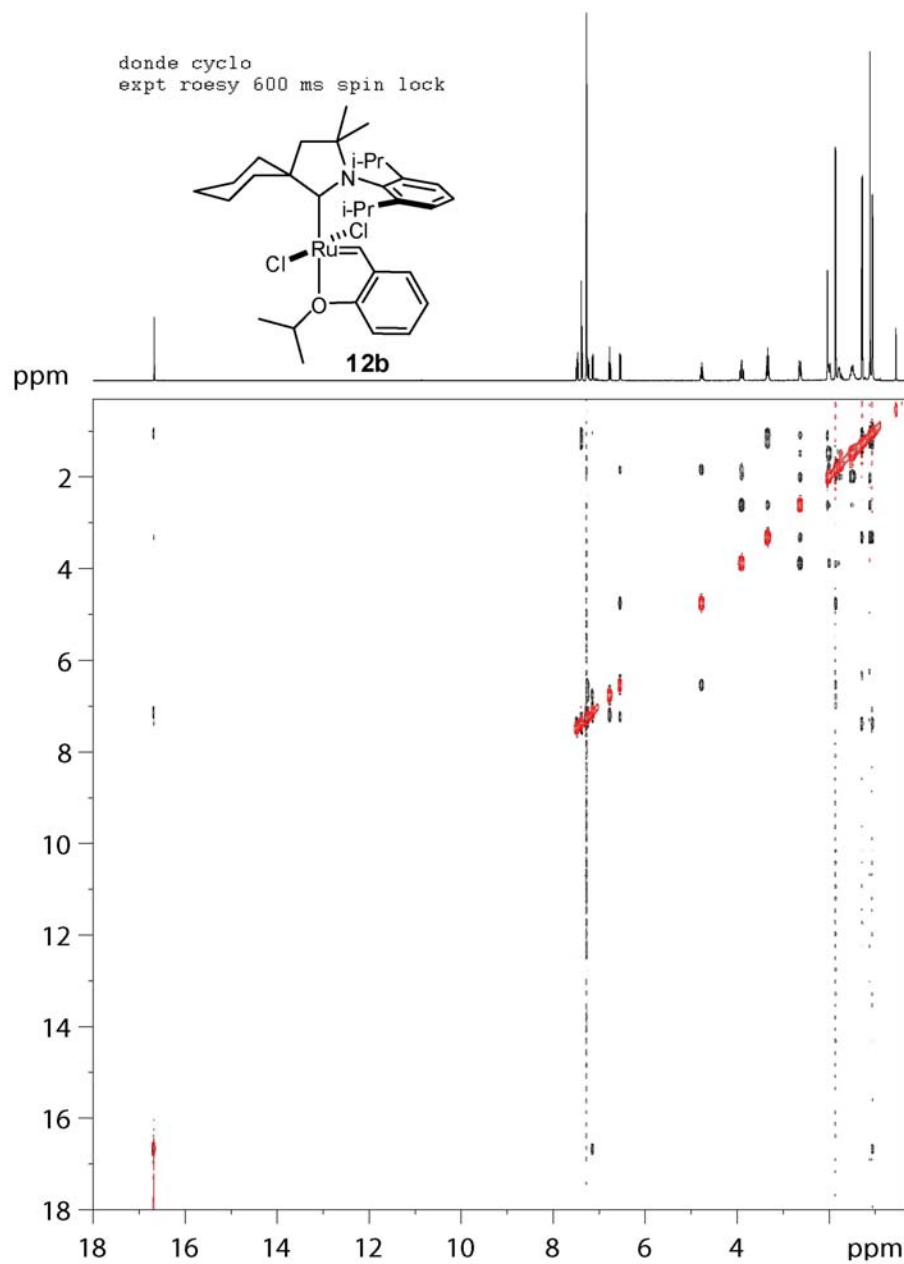 donde cyclo
expt roesy 600 ms spin lock
i-Pr
N
i-Pr
Cl
Ru
Cl
O
12b
ppm
2
4
6
8
10
12
14
16
18
18 16 14 12 10 8 6 4 ppm